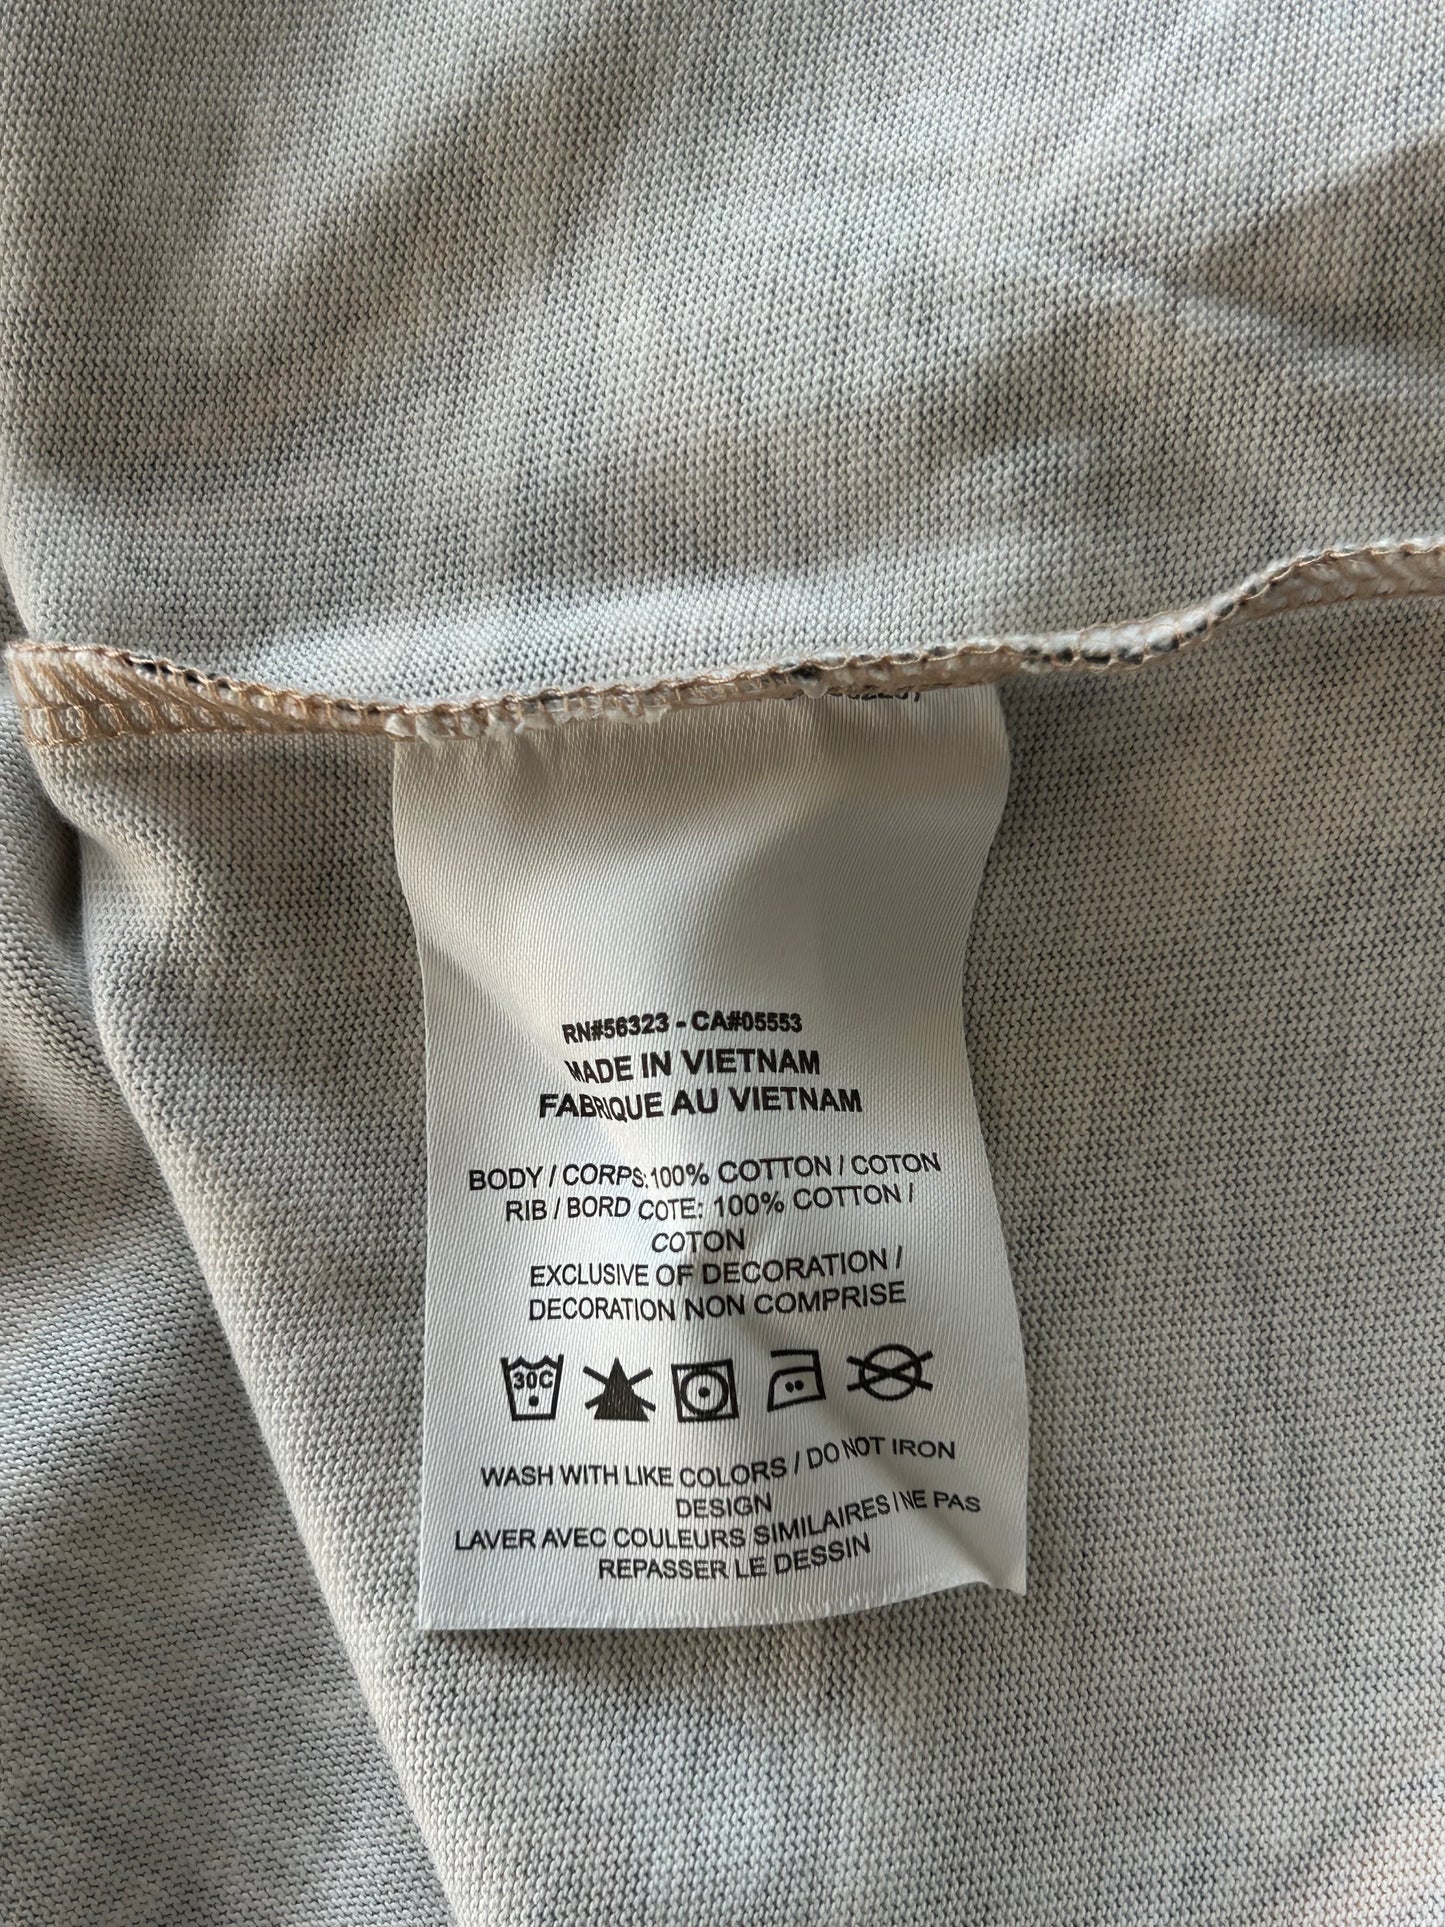 RN#56323 - CA#05553
MADE IN VIETNAM
FABRIQUE AU VIETNAM
BODY / CORPS: 100% COTTON / COTON
RIB / BORD COTE: 100% COTTON /
COTON
EXCLUSIVE OF DECORATION /
DECORATION NON COMPRISE
30C
WASH WITH LIKE COLORS / DO NOT IRON
DESIGN
LAVER AVEC COULEURS SIMILAIRES / NE PAS
REPASSER LE DESSIN